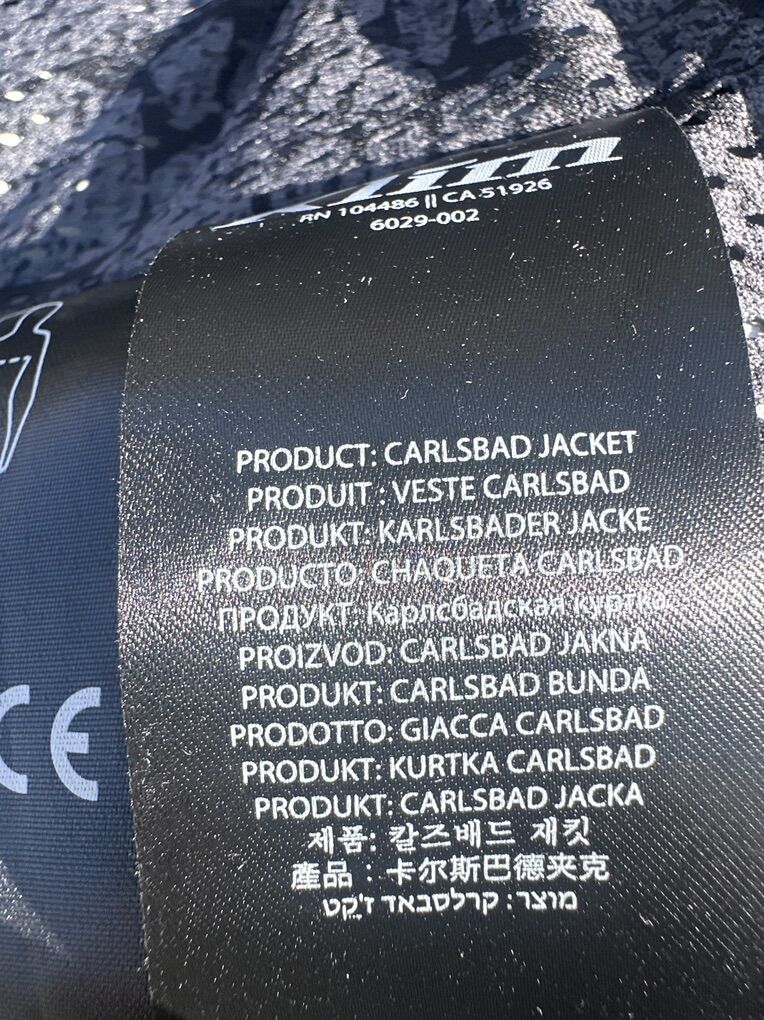 Klim
RN 104486 || CA 51926
6029-002
PRODUCT: CARLSBAD JACKET
PRODUIT : VESTE CARLSBAD
PRODUKT: KARLSBADER JACKE
PRODUCTO: CHAQUETA CARLSBAD
ПРОДУКТ: Карлсбадская куртка
PROIZVOD: CARLSBAD JAKNA
PRODUKT: CARLSBAD BUNDA
PRODOTTO: GIACCA CARLSBAD
PRODUKT: KURTKA CARLSBAD
PRODUKT: CARLSBAD JACKA
제품: 칼즈배드 재킷
產品：卡尔斯巴德夹克
מוצר: קרלסבאד ז'קט
CE